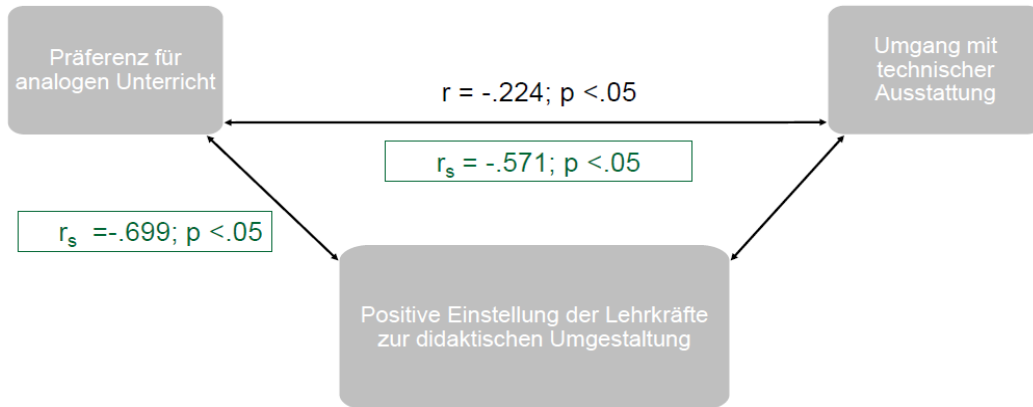 Präferenz für
analogen Unterricht
Umgang mit
technischer
Ausstattung
r = -.224; p <.05
rs = -.571; p <.05
rs =-.699; p <.05
Positive Einstellung der Lehrkräfte
zur didaktischen Umgestaltung